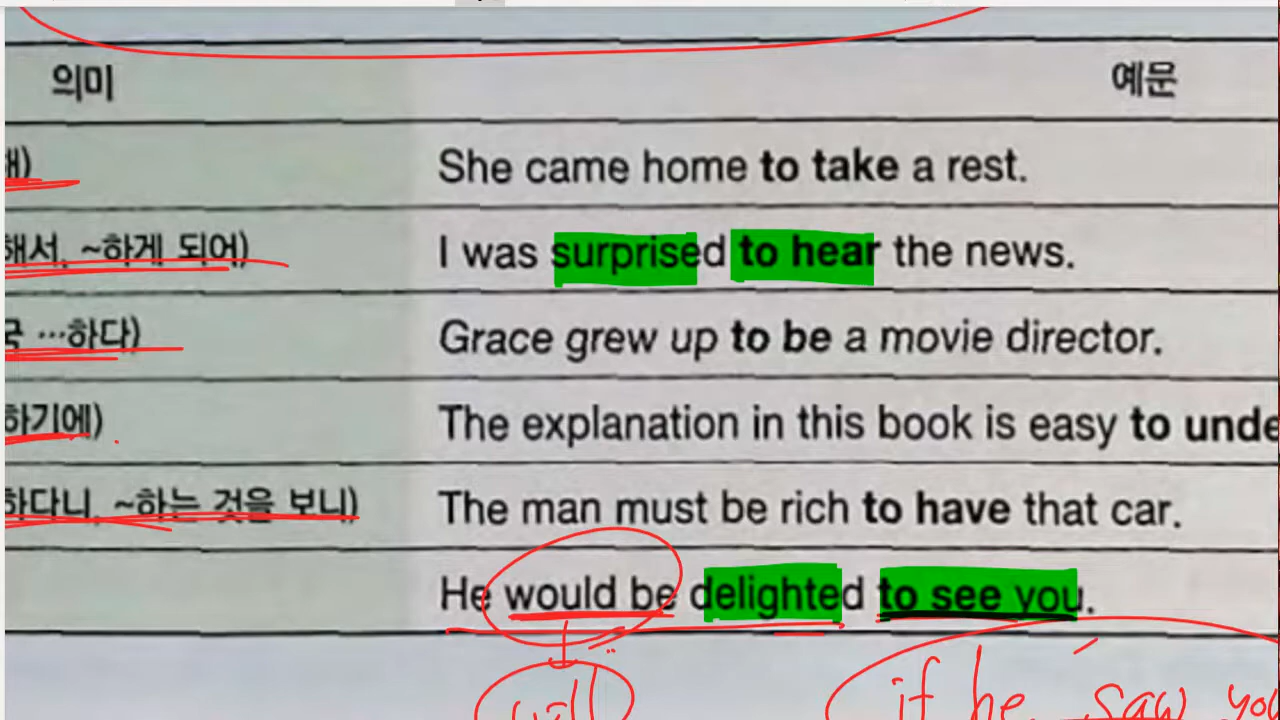 의미 예문
해) She came home to take a rest.
해서, ~하게 되어) I was surprised to hear the news.
국 …하다) Grace grew up to be a movie director.
하기에) The explanation in this book is easy to unde
하다니, ~하는 것을 보니) The man must be rich to have that car.
He would be delighted to see you.
will if he saw you